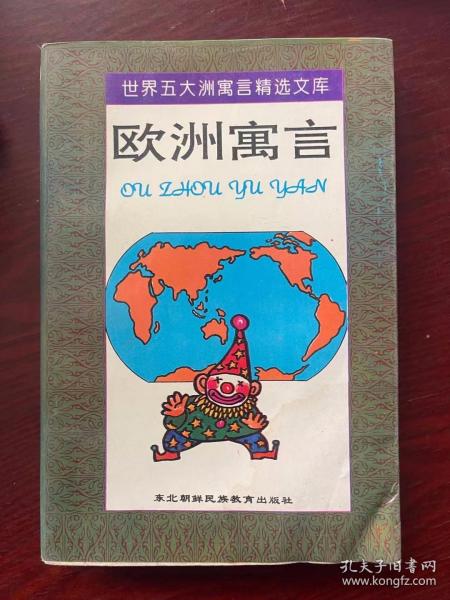 世界五大洲寓言精选文库
欧洲寓言
OU ZHOU YU YAN
东北朝鲜民族教育出版社
孔夫子旧书网
www.kongfz.com